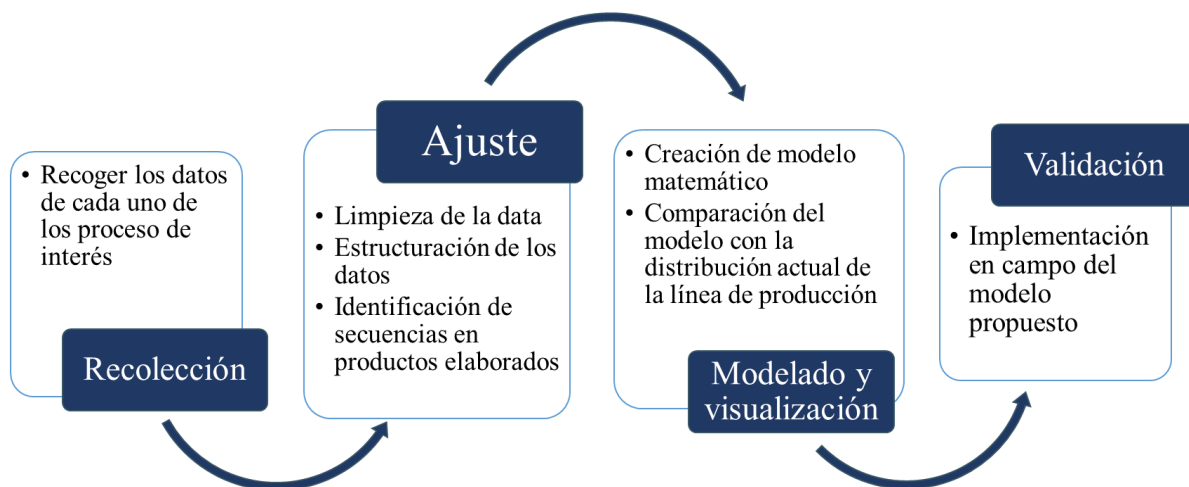 • Recoger los datos
de cada uno de
los proceso de
interés
Recolección
Ajuste
• Limpieza de la data
• Estructuración de los
datos
• Identificación de
secuencias en
productos elaborados
• Creación de modelo
matemático
• Comparación del
modelo con la
distribución actual de
la línea de producción
Modelado y
visualización
Validación
• Implementación
en campo del
modelo
propuesto